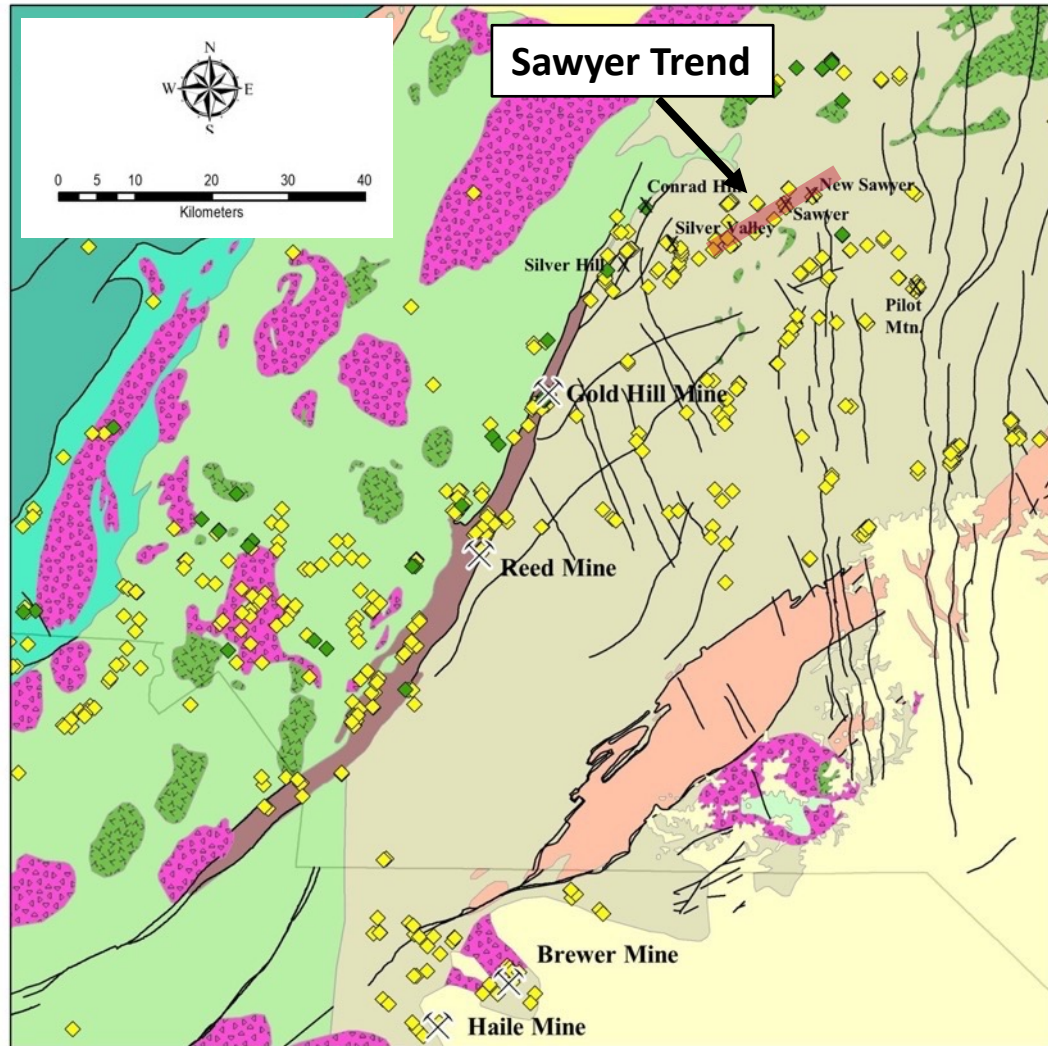 N
W E
S
0 5 10 20 30 40
Kilometers
Sawyer Trend
Conrad Hill
New Sawyer
Sawyer
Silver Valley
Silver Hill
Pilot
Mtn.
Gold Hill Mine
Reed Mine
Brewer Mine
Haile Mine